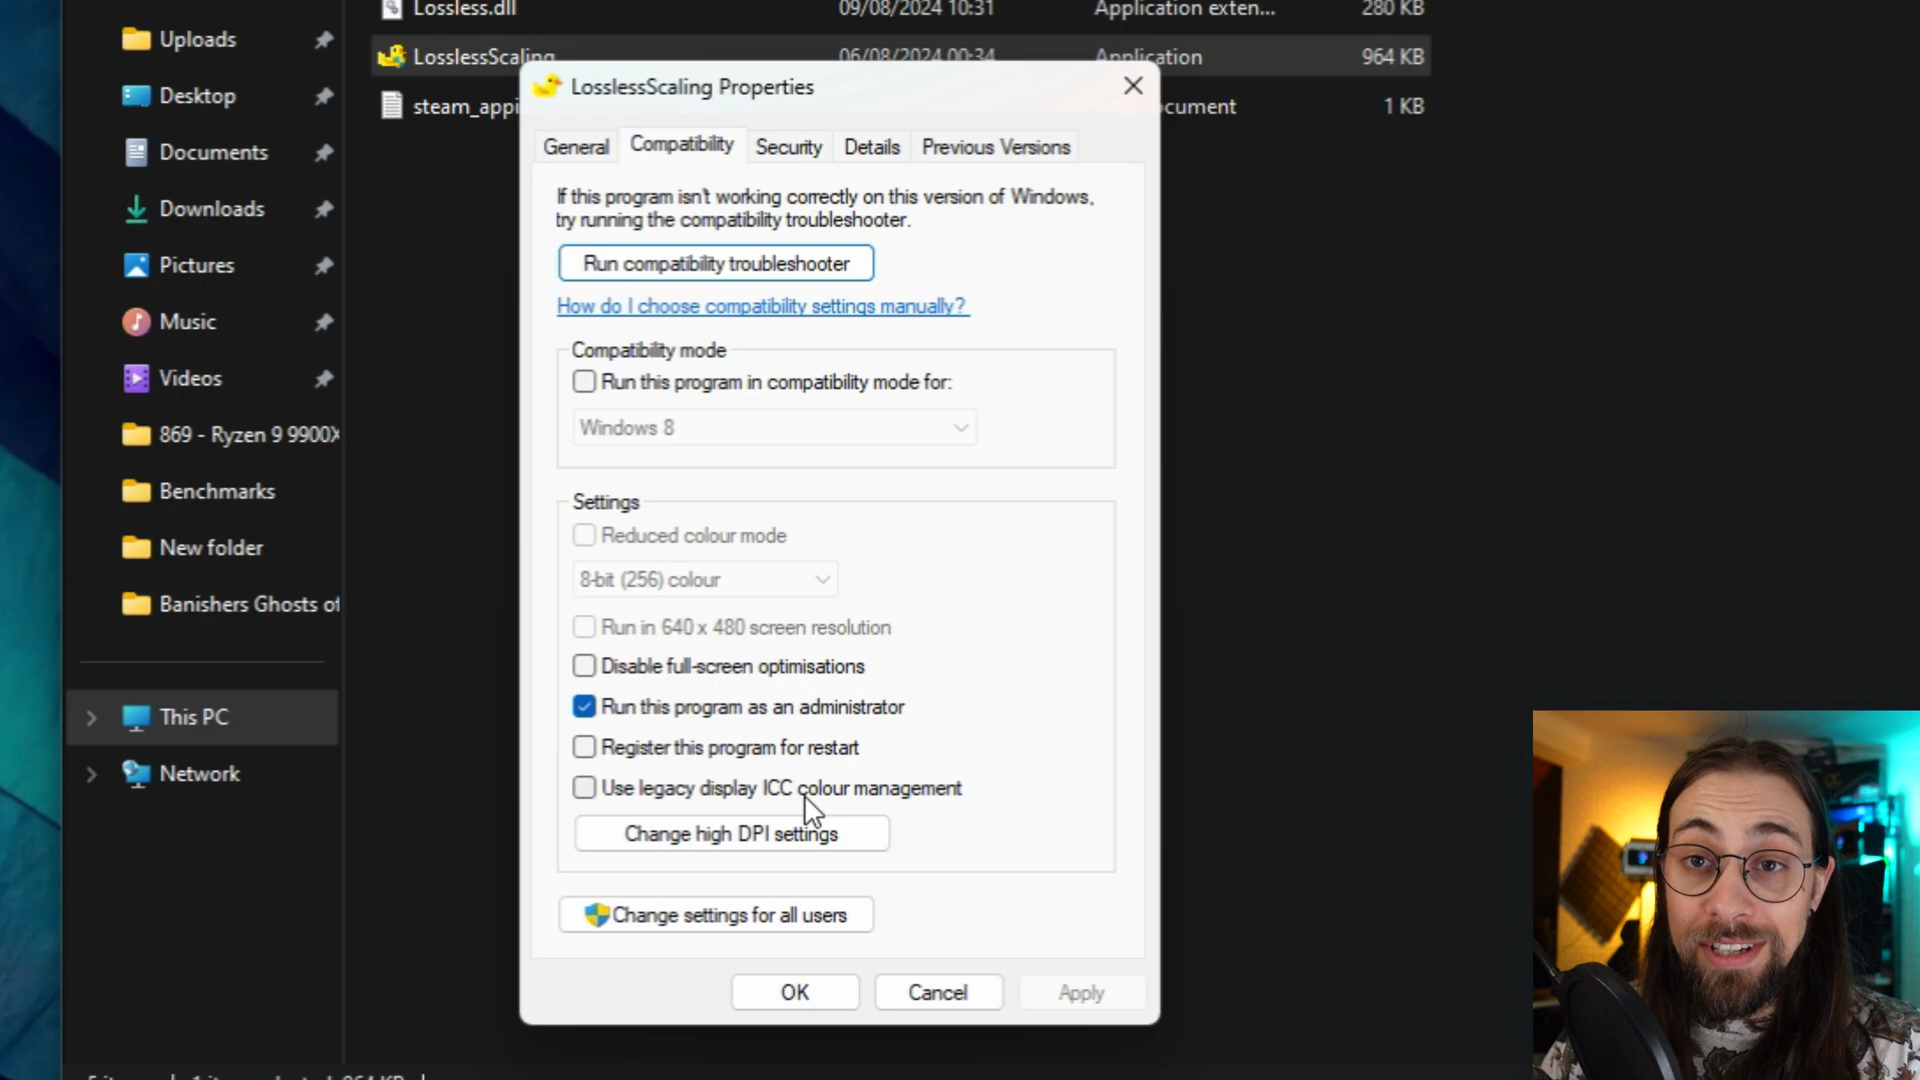 Lossless.dll 09/08/2024 10:31 Application exten... 280 KB
Uploads
LosslessScaling 06/08/2024 00:34 Application 964 KB
LosslessScaling Properties
Desktop
steam_appi ocument 1 KB
General Compatibility Security Details Previous Versions
Documents
If this program isn't working correctly on this version of Windows,
try running the compatibility troubleshooter.
Downloads
Run compatibility troubleshooter
Pictures
How do I choose compatibility settings manually?
Music
Compatibility mode
Videos
Run this program in compatibility mode for:
Windows 8
869 - Ryzen 9 9900X
Benchmarks
Settings
Reduced colour mode
New folder
8-bit (256) colour
Banishers Ghosts of
Run in 640 x 480 screen resolution
Disable full-screen optimisations
Run this program as an administrator
This PC
Register this program for restart
Network
Use legacy display ICC colour management
Change high DPI settings
Change settings for all users
OK Cancel Apply